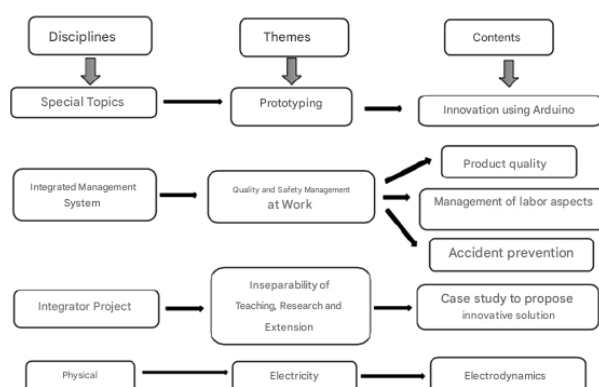 Disciplines
Themes
Contents
Special Topics
Prototyping
Innovation using Arduino
Integrated Management
System
Quality and Safety Management
at Work
Product quality
Management of labor aspects
Accident prevention
Integrator Project
Inseparability of
Teaching, Research and
Extension
Case study to propose
innovative solution
Physical
Electricity
Electrodynamics